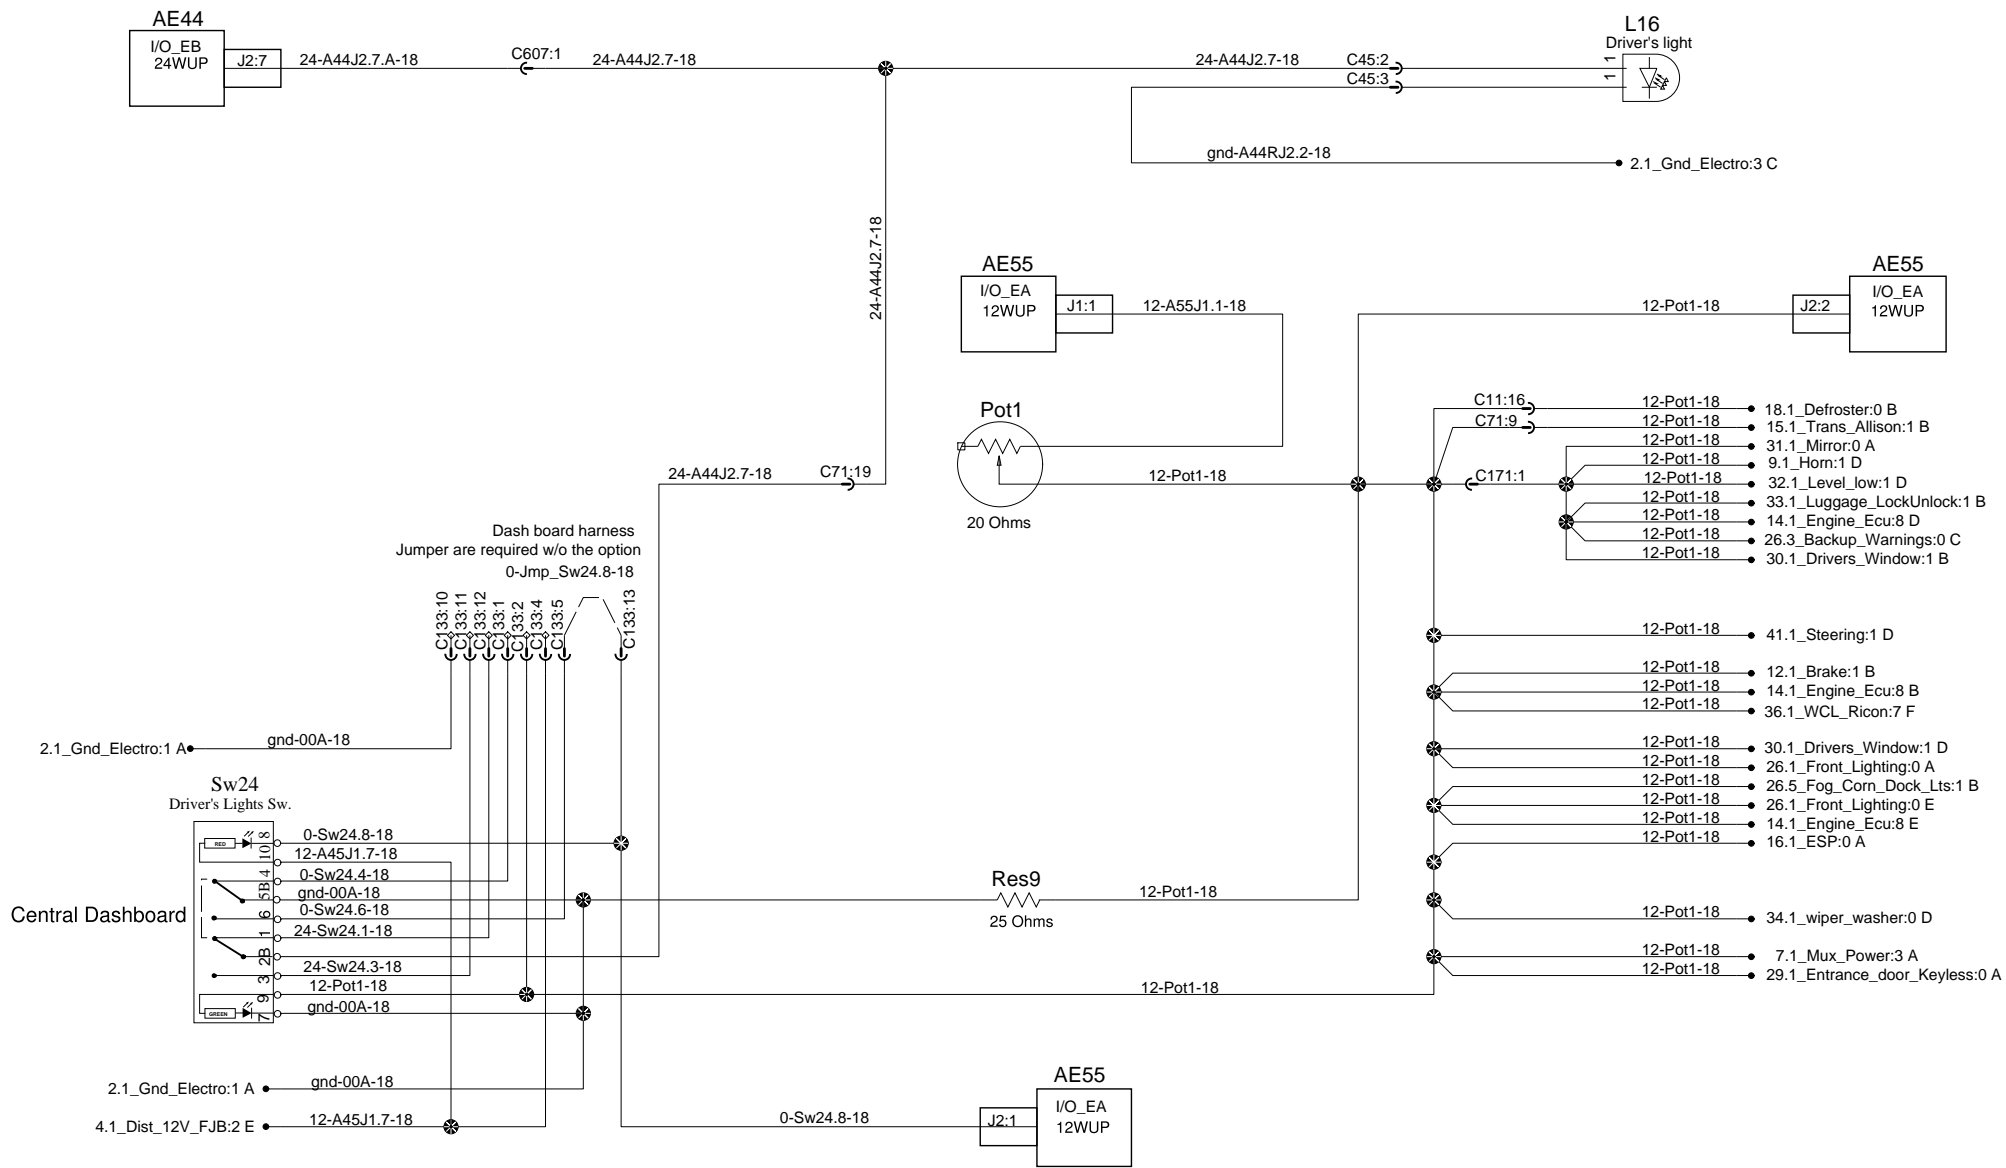 AE44
I/O_EB
24WUP
J2:7
24-A44J2.7.A-18
C607:1
24-A44J2.7-18
24-A44J2.7-18
C45:2
C45:3
L16
Driver's light
1
1
gnd-A44RJ2.2-18
2.1_Gnd_Electro:3 C
24-A44J2.7-18
AE55
I/O_EA
12WUP
J1:1
12-A55J1.1-18
12-Pot1-18
J2:2
AE55
I/O_EA
12WUP
Pot1
20 Ohms
12-Pot1-18
24-A44J2.7-18
C71:19
C11:16
12-Pot1-18
18.1_Defroster:0 B
C71:9
12-Pot1-18
15.1_Trans_Allison:1 B
12-Pot1-18
31.1_Mirror:0 A
12-Pot1-18
9.1_Horn:1 D
C171:1
12-Pot1-18
32.1_Level_low:1 D
12-Pot1-18
33.1_Luggage_LockUnlock:1 B
12-Pot1-18
14.1_Engine_Ecu:8 D
12-Pot1-18
26.3_Backup_Warnings:0 C
12-Pot1-18
30.1_Drivers_Window:1 B
Dash board harness
Jumper are required w/o the option
0-Jmp_Sw24.8-18
C133:10
C133:11
C133:12
C133:1
C133:2
C133:4
C133:5
C133:13
12-Pot1-18
41.1_Steering:1 D
12-Pot1-18
12.1_Brake:1 B
12-Pot1-18
14.1_Engine_Ecu:8 B
12-Pot1-18
36.1_WCL_Ricon:7 F
2.1_Gnd_Electro:1 A
gnd-00A-18
12-Pot1-18
30.1_Drivers_Window:1 D
12-Pot1-18
26.1_Front_Lighting:0 A
12-Pot1-18
26.5_Fog_Corn_Dock_Lts:1 B
12-Pot1-18
26.1_Front_Lighting:0 E
12-Pot1-18
14.1_Engine_Ecu:8 E
12-Pot1-18
16.1_ESP:0 A
Sw24
Driver's Lights Sw.
Central Dashboard
RED
8
0-Sw24.8-18
10
12-A45J1.7-18
4
0-Sw24.4-18
5B
gnd-00A-18
6
0-Sw24.6-18
1
24-Sw24.1-18
2B
3
24-Sw24.3-18
9
12-Pot1-18
GREEN
7
gnd-00A-18
Res9
25 Ohms
12-Pot1-18
12-Pot1-18
12-Pot1-18
34.1_wiper_washer:0 D
12-Pot1-18
7.1_Mux_Power:3 A
12-Pot1-18
29.1_Entrance_door_Keyless:0 A
2.1_Gnd_Electro:1 A
gnd-00A-18
4.1_Dist_12V_FJB:2 E
12-A45J1.7-18
0-Sw24.8-18
J2:1
AE55
I/O_EA
12WUP